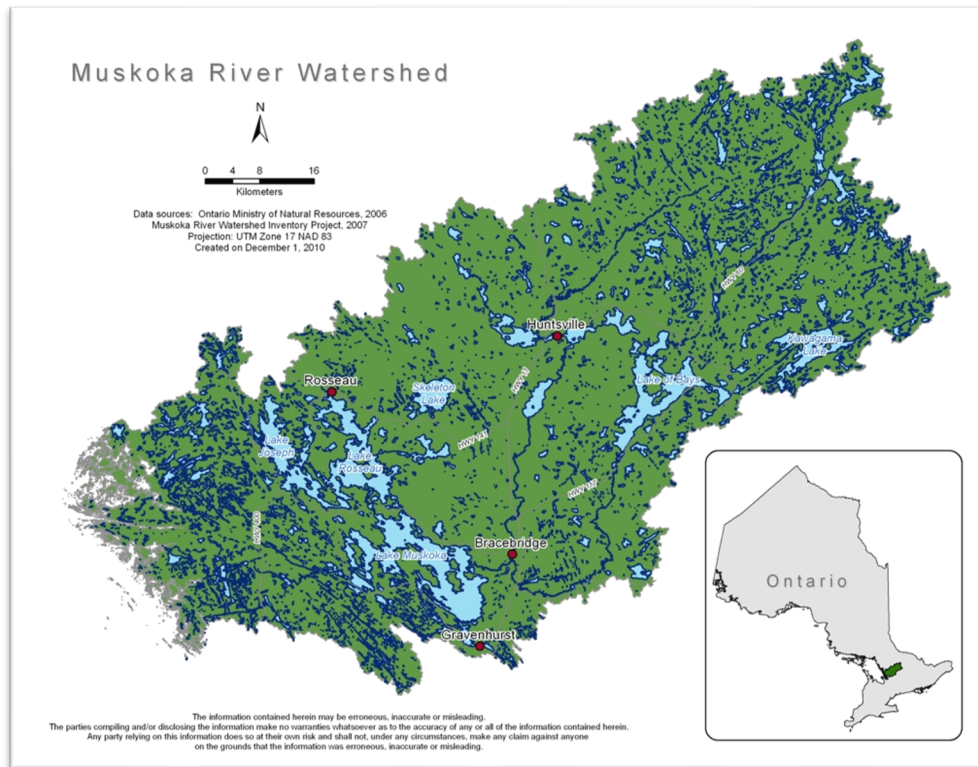 Muskoka River Watershed
N
0 4 8 16
Kilometers
Data sources: Ontario Ministry of Natural Resources, 2006
Muskoka River Watershed Inventory Project, 2007
Projection: UTM Zone 17 NAD 83
Created on December 1, 2010
HWY 60
Huntsville
Kawagama
Lake
Rosseau
Skeleton
Lake
HWY 11
Lake of Bays
Lake
Joseph
Lake
Rosseau
HWY 141
HWY 117
HWY 400
Bracebridge
Lake Muskoka
Gravenhurst
Ontario
The information contained herein may be erroneous, inaccurate or misleading.
The parties compiling and/or disclosing the information make no warranties whatsoever as to the accuracy of any or all of the information contained herein.
Any party relying on this information does so at their own risk and shall not, under any circumstances, make any claim against anyone
on the grounds that the information was erroneous, inaccurate or misleading.